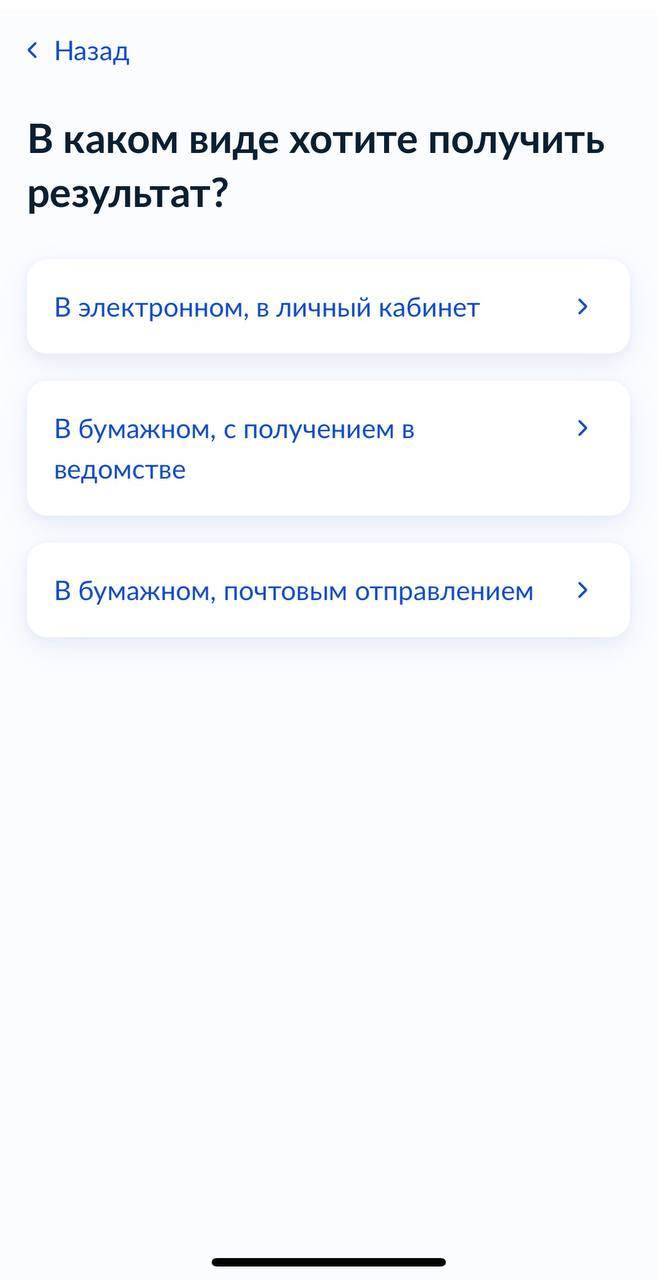 Назад
В каком виде хотите получить
результат?
В электронном, в личный кабинет
В бумажном, с получением в
ведомстве
В бумажном, почтовым отправлением